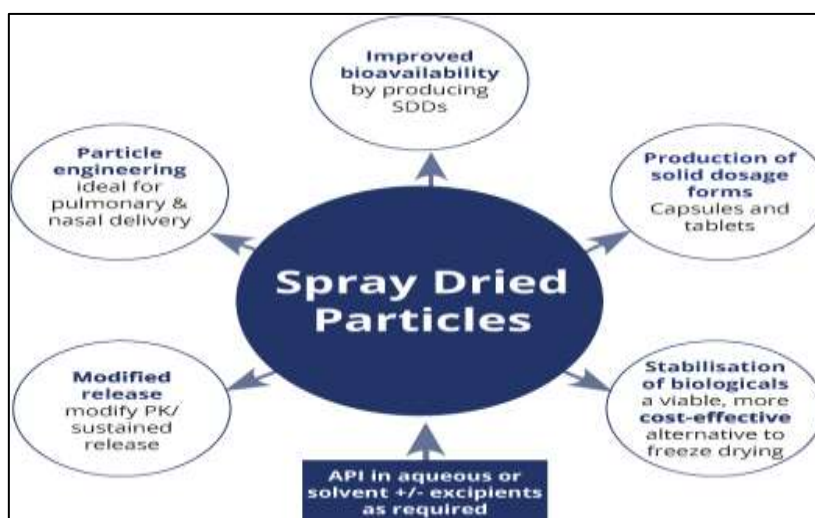 Improved
bioavailability
by producing
SDDs
Particle
engineering
ideal for
pulmonary &
nasal delivery
Production of
solid dosage
forms
Capsules and
tablets
Spray Dried
Particles
Modified
release
modify PK/
sustained
release
Stabilisation
of biologicals
a viable, more
cost-effective
alternative to
freeze drying
API in aqueous or
solvent +/- excipients
as required